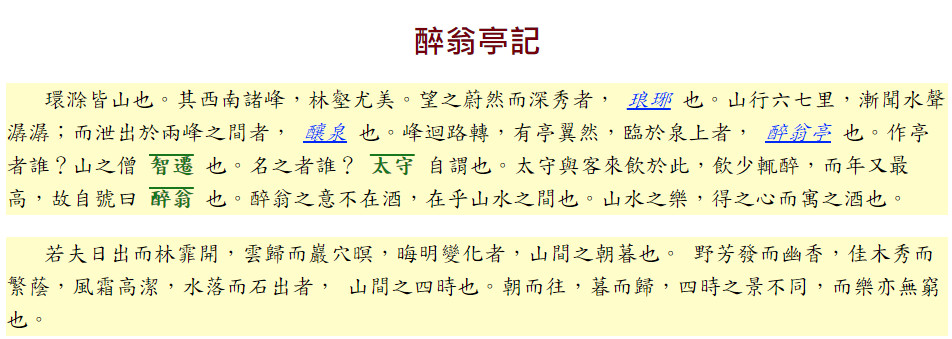 醉翁亭記
環滁皆山也。其西南諸峰，林壑尤美。望之蔚然而深秀者， 琅琊 也。山行六七里，漸聞水聲
潺潺；而泄出於兩峰之間者， 釀泉 也。峰迴路轉，有亭翼然，臨於泉上者， 醉翁亭 也。作亭
者誰？山之僧 智遷 也。名之者誰？ 太守 自謂也。太守與客來飲於此，飲少輒醉，而年又最
高，故自號曰 醉翁 也。醉翁之意不在酒，在乎山水之間也。山水之樂，得之心而寓之酒也。
若夫日出而林霏開，雲歸而巖穴暝，晦明變化者，山間之朝暮也。 野芳發而幽香，佳木秀而
繁蔭，風霜高潔，水落而石出者， 山間之四時也。朝而往，暮而歸，四時之景不同，而樂亦無窮
也。